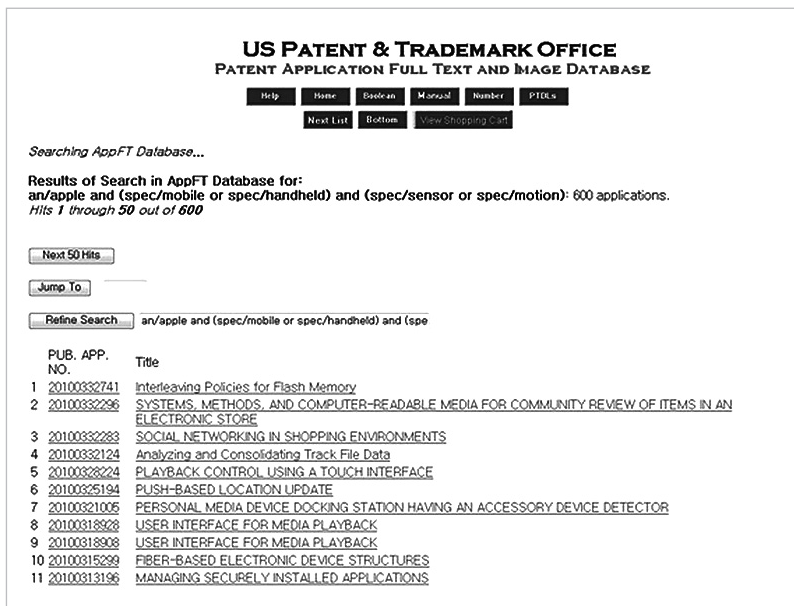 US PATENT & TRADEMARK OFFICE
PATENT APPLICATION FULL TEXT AND IMAGE DATABASE
Help Home Boolean Manual Number PTDLs
Next List Bottom View Shopping Cart
Searching AppFT Database...
Results of Search in AppFT Database for:
an/apple and (spec/mobile or spec/handheld) and (spec/sensor or spec/motion): 600 applications.
Hits 1 through 50 out of 600
Next 50 Hits
Jump To
Refine Search an/apple and (spec/mobile or spec/handheld) and (spe
PUB. APP.
NO. Title
1 20100332741 Interleaving Policies for Flash Memory
2 20100332296 SYSTEMS, METHODS, AND COMPUTER-READABLE MEDIA FOR COMMUNITY REVIEW OF ITEMS IN AN
ELECTRONIC STORE
3 20100332283 SOCIAL NETWORKING IN SHOPPING ENVIRONMENTS
4 20100332124 Analyzing and Consolidating Track File Data
5 20100328224 PLAYBACK CONTROL USING A TOUCH INTERFACE
6 20100325194 PUSH-BASED LOCATION UPDATE
7 20100321005 PERSONAL MEDIA DEVICE DOCKING STATION HAVING AN ACCESSORY DEVICE DETECTOR
8 20100318928 USER INTERFACE FOR MEDIA PLAYBACK
9 20100318908 USER INTERFACE FOR MEDIA PLAYBACK
10 20100315299 FIBER-BASED ELECTRONIC DEVICE STRUCTURES
11 20100313196 MANAGING SECURELY INSTALLED APPLICATIONS